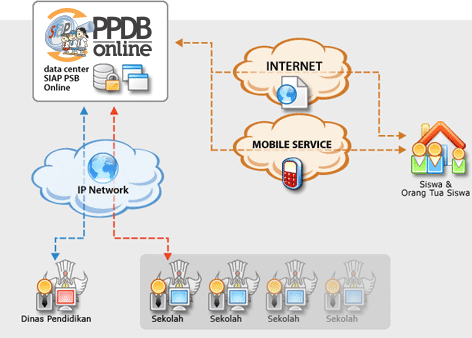 SIAP
PPDB
online
data center
SIAP PSB
Online
INTERNET
MOBILE SERVICE
IP Network
Siswa &
Orang Tua Siswa
Dinas Pendidikan
Sekolah
Sekolah
Sekolah
Sekolah